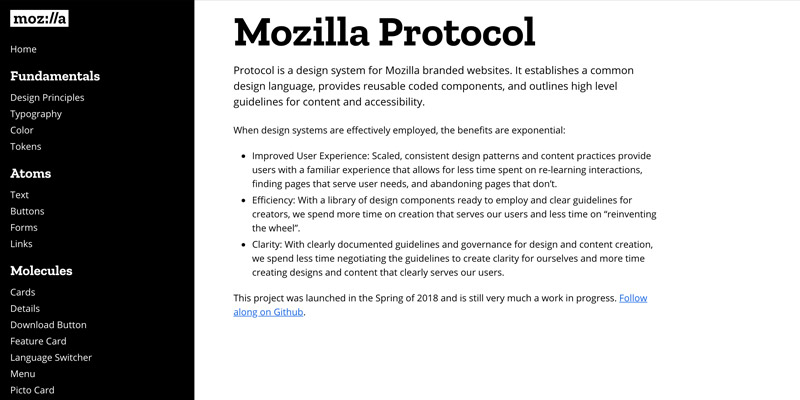 moz://a
Home
Fundamentals
Design Principles
Typography
Color
Tokens
Atoms
Text
Buttons
Forms
Links
Molecules
Cards
Details
Download Button
Feature Card
Language Switcher
Menu
Picto Card
Mozilla Protocol
Protocol is a design system for Mozilla branded websites. It establishes a common
design language, provides reusable coded components, and outlines high level
guidelines for content and accessibility.
When design systems are effectively employed, the benefits are exponential:
• Improved User Experience: Scaled, consistent design patterns and content practices provide
users with a familiar experience that allows for less time spent on re-learning interactions,
finding pages that serve user needs, and abandoning pages that don’t.
• Efficiency: With a library of design components ready to employ and clear guidelines for
creators, we spend more time on creation that serves our users and less time on “reinventing
the wheel”.
• Clarity: With clearly documented guidelines and governance for design and content creation,
we spend less time negotiating the guidelines to create clarity for ourselves and more time
creating designs and content that clearly serves our users.
This project was launched in the Spring of 2018 and is still very much a work in progress. Follow
along on Github.